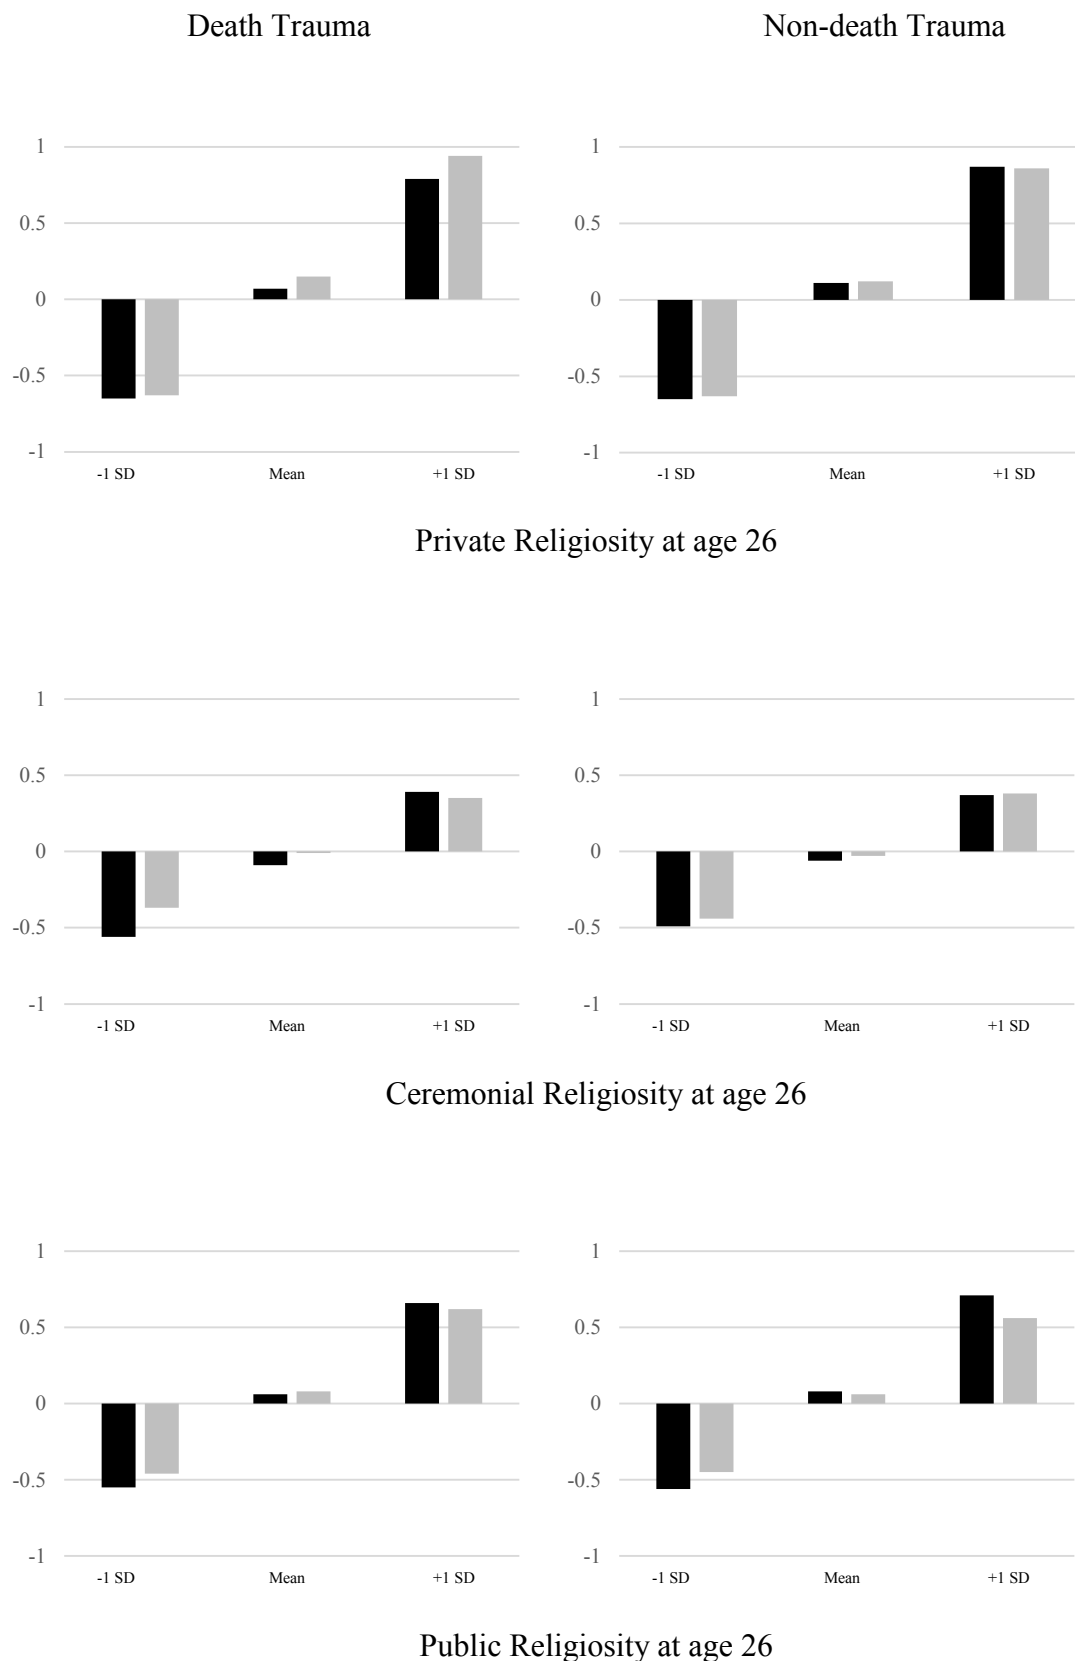 Death Trauma
Non-death Trauma
1
0.5
0
-0.5
-1
-1 SD Mean +1 SD
1
0.5
0
-0.5
-1
-1 SD Mean +1 SD
Private Religiosity at age 26
1
0.5
0
-0.5
-1
-1 SD Mean +1 SD
1
0.5
0
-0.5
-1
-1 SD Mean +1 SD
Ceremonial Religiosity at age 26
1
0.5
0
-0.5
-1
-1 SD Mean +1 SD
1
0.5
0
-0.5
-1
-1 SD Mean +1 SD
Public Religiosity at age 26